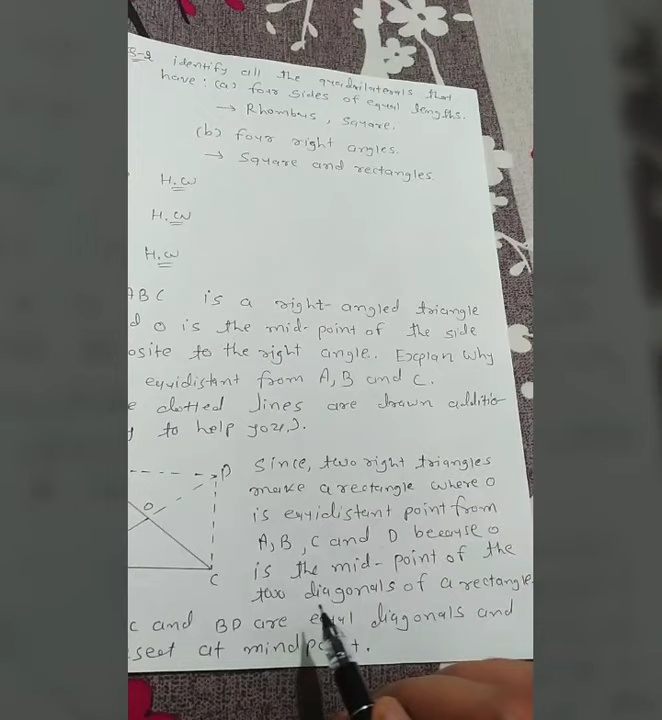 identify all the quadrilaterals that
have: (a) four sides of equal lengths.
→ Rhombus, square.
(b) four right angles.
→ square and rectangles.
H.W
H.W
H.W
ABC is a right-angled triangle
d O is the mid-point of the side
osite to the right angle. Explan why
eqvidistant from A, B and C.
e dotted lines are drawn additio-
y to help you).
D
O
C
Since, two right triangles
make a rectangle where O
is eqvidistant point from
A, B, C and D because O
is the mid-point of the
two diagonals of a rectangle
c and BD are equal diagonals and
sect at mindpo t.